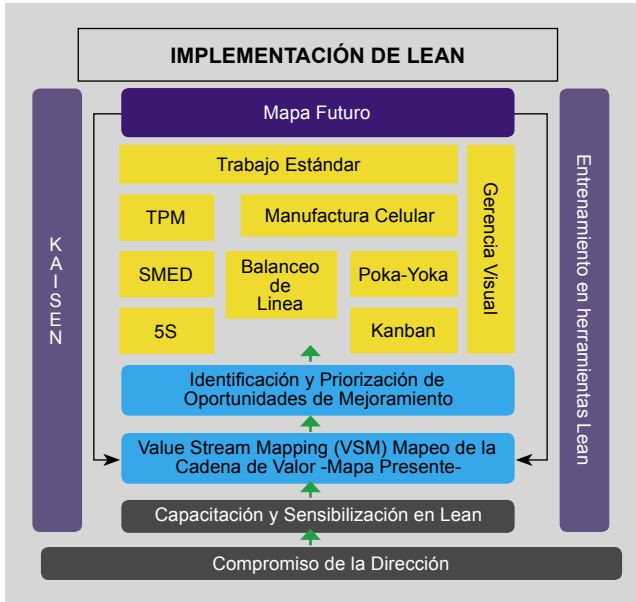 IMPLEMENTACIÓN DE LEAN
Mapa Futuro
KAISEN
Trabajo Estándar
Gerencia Visual
Entrenamiento en herramientas Lean
TPM
Manufactura Celular
SMED
Balanceo
de
Linea
Poka-Yoka
5S
Kanban
Identificación y Priorización de
Oportunidades de Mejoramiento
Value Stream Mapping (VSM) Mapeo de la
Cadena de Valor -Mapa Presente-
Capacitación y Sensibilización en Lean
Compromiso de la Dirección